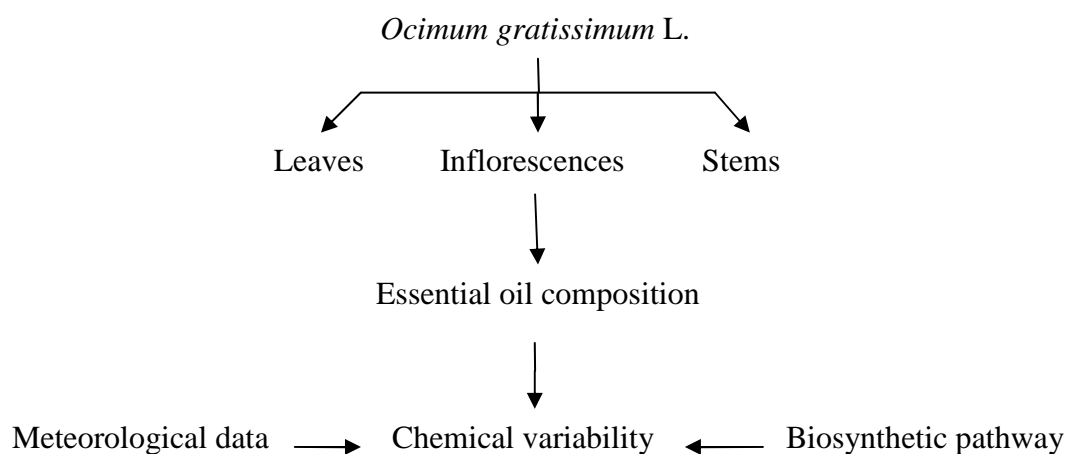 Ocimum gratissimum L.
Leaves Inflorescences Stems
Essential oil composition
Meteorological data Chemical variability Biosynthetic pathway